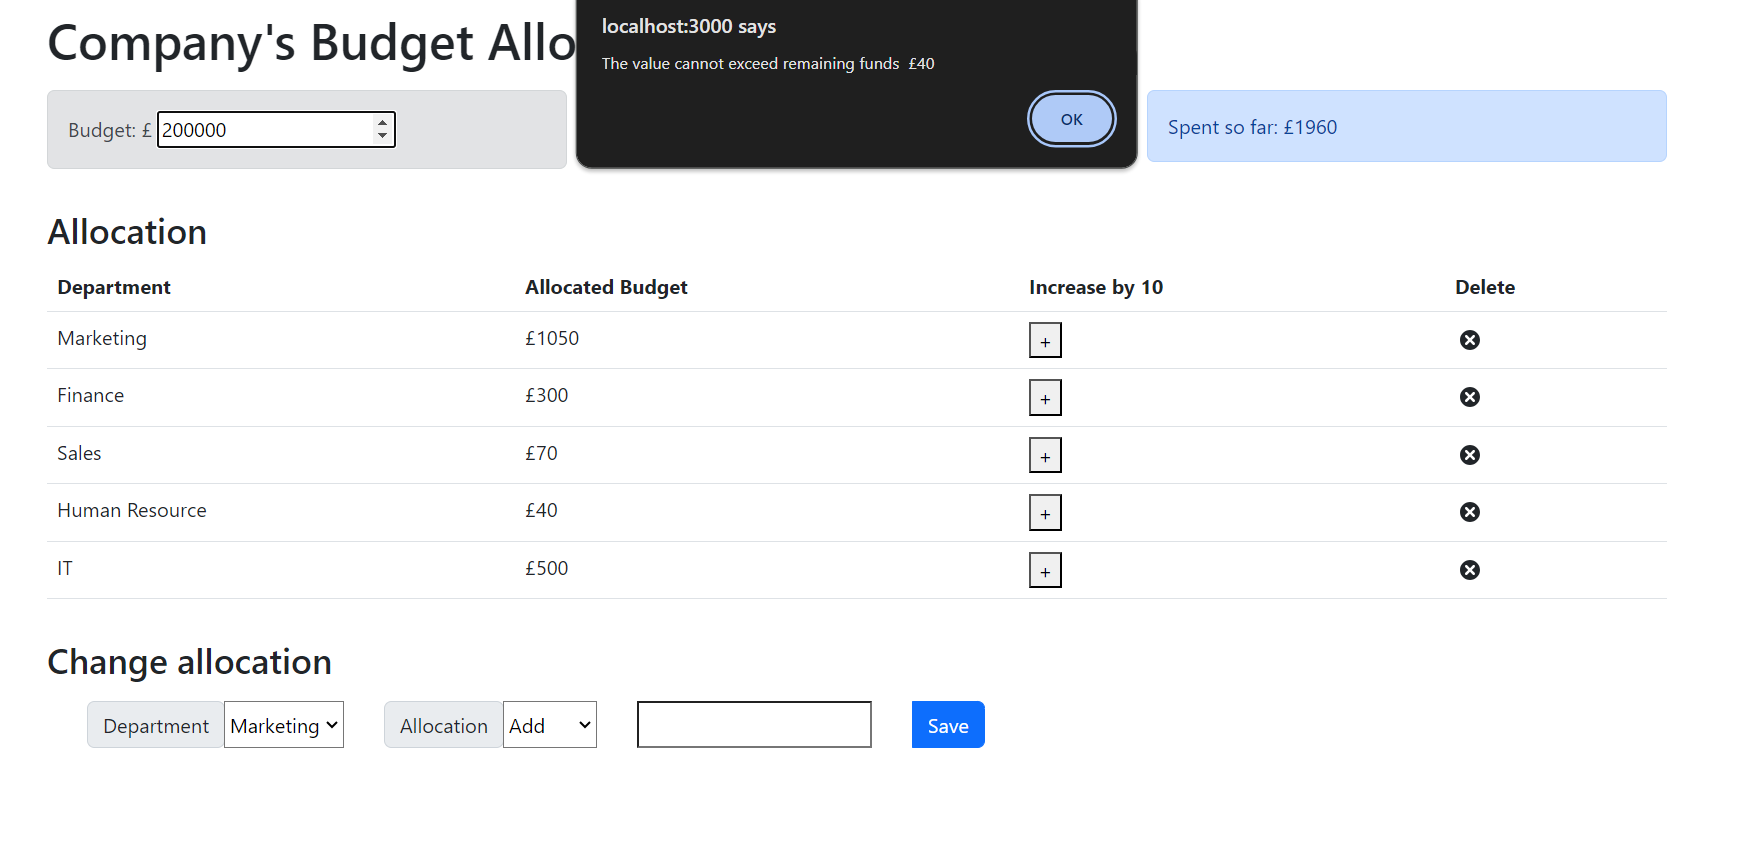 Company's Budget Allo
localhost:3000 says
The value cannot exceed remaining funds £40
OK
Budget: £ 200000
Spent so far: £1960
Allocation
Department Allocated Budget Increase by 10 Delete
Marketing £1050 +
Finance £300 +
Sales £70 +
Human Resource £40 +
IT £500 +
Change allocation
Department Marketing Allocation Add Save